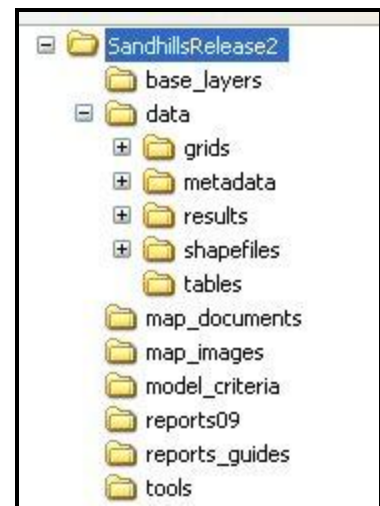 SandhillsRelease2
base_layers
data
grids
metadata
results
shapefiles
tables
map_documents
map_images
model_criteria
reports09
reports_guides
tools